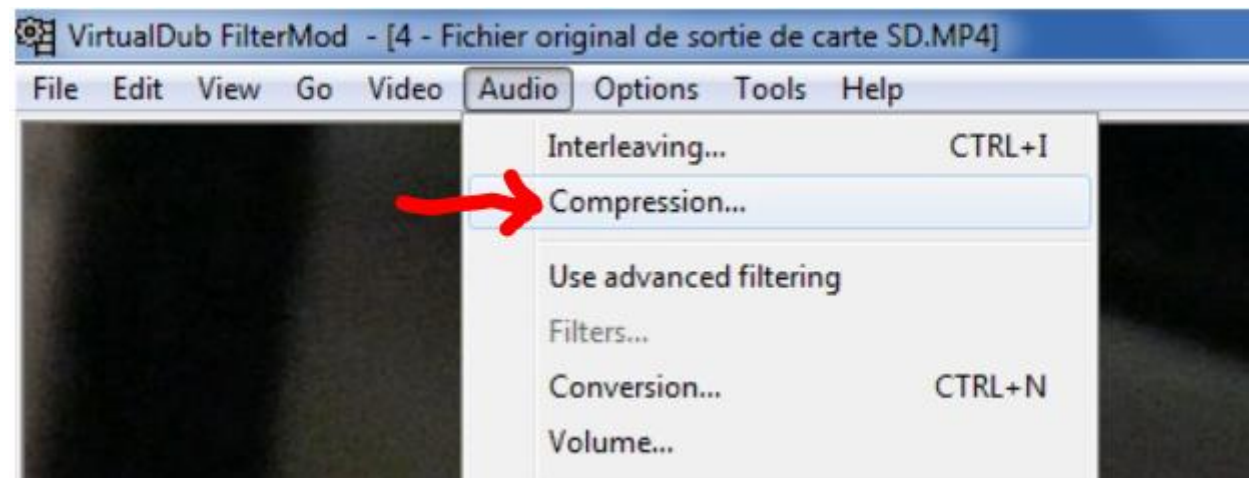 VirtualDub FilterMod - [4 - Fichier original de sortie de carte SD.MP4]
File Edit View Go Video Audio Options Tools Help
Interleaving... CTRL+I
Compression...
Use advanced filtering
Filters...
Conversion... CTRL+N
Volume...